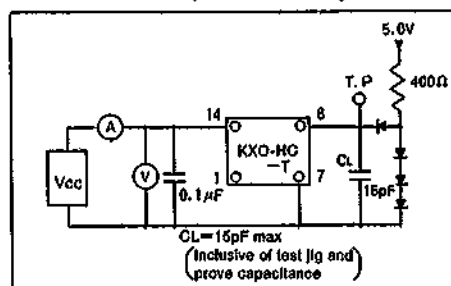 5.0V
T.P
400Ω
A
14
8
KXO-HC
-T
Vcc
V
0.1μF
1
7
CL
15pF
CL=15pF max
(Inclusive of test jig and
prove capacitance)